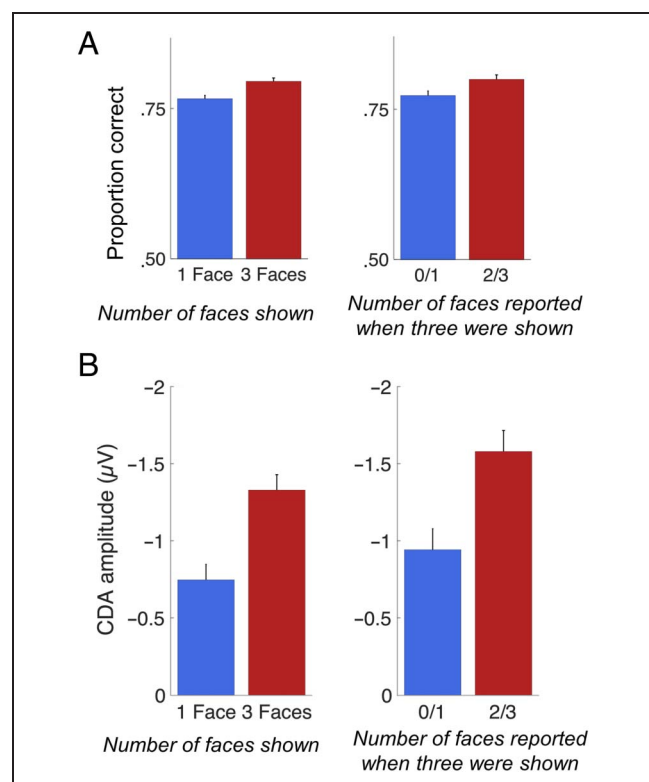 A
Proportion correct
.75
.50
1 Face 3 Faces
Number of faces shown
.75
.50
0/1 2/3
Number of faces reported
when three were shown
B
CDA amplitude (µV)
−2
−1.5
−1
−0.5
0
1 Face 3 Faces
Number of faces shown
−2
−1.5
−1
−0.5
0
0/1 2/3
Number of faces reported
when three were shown